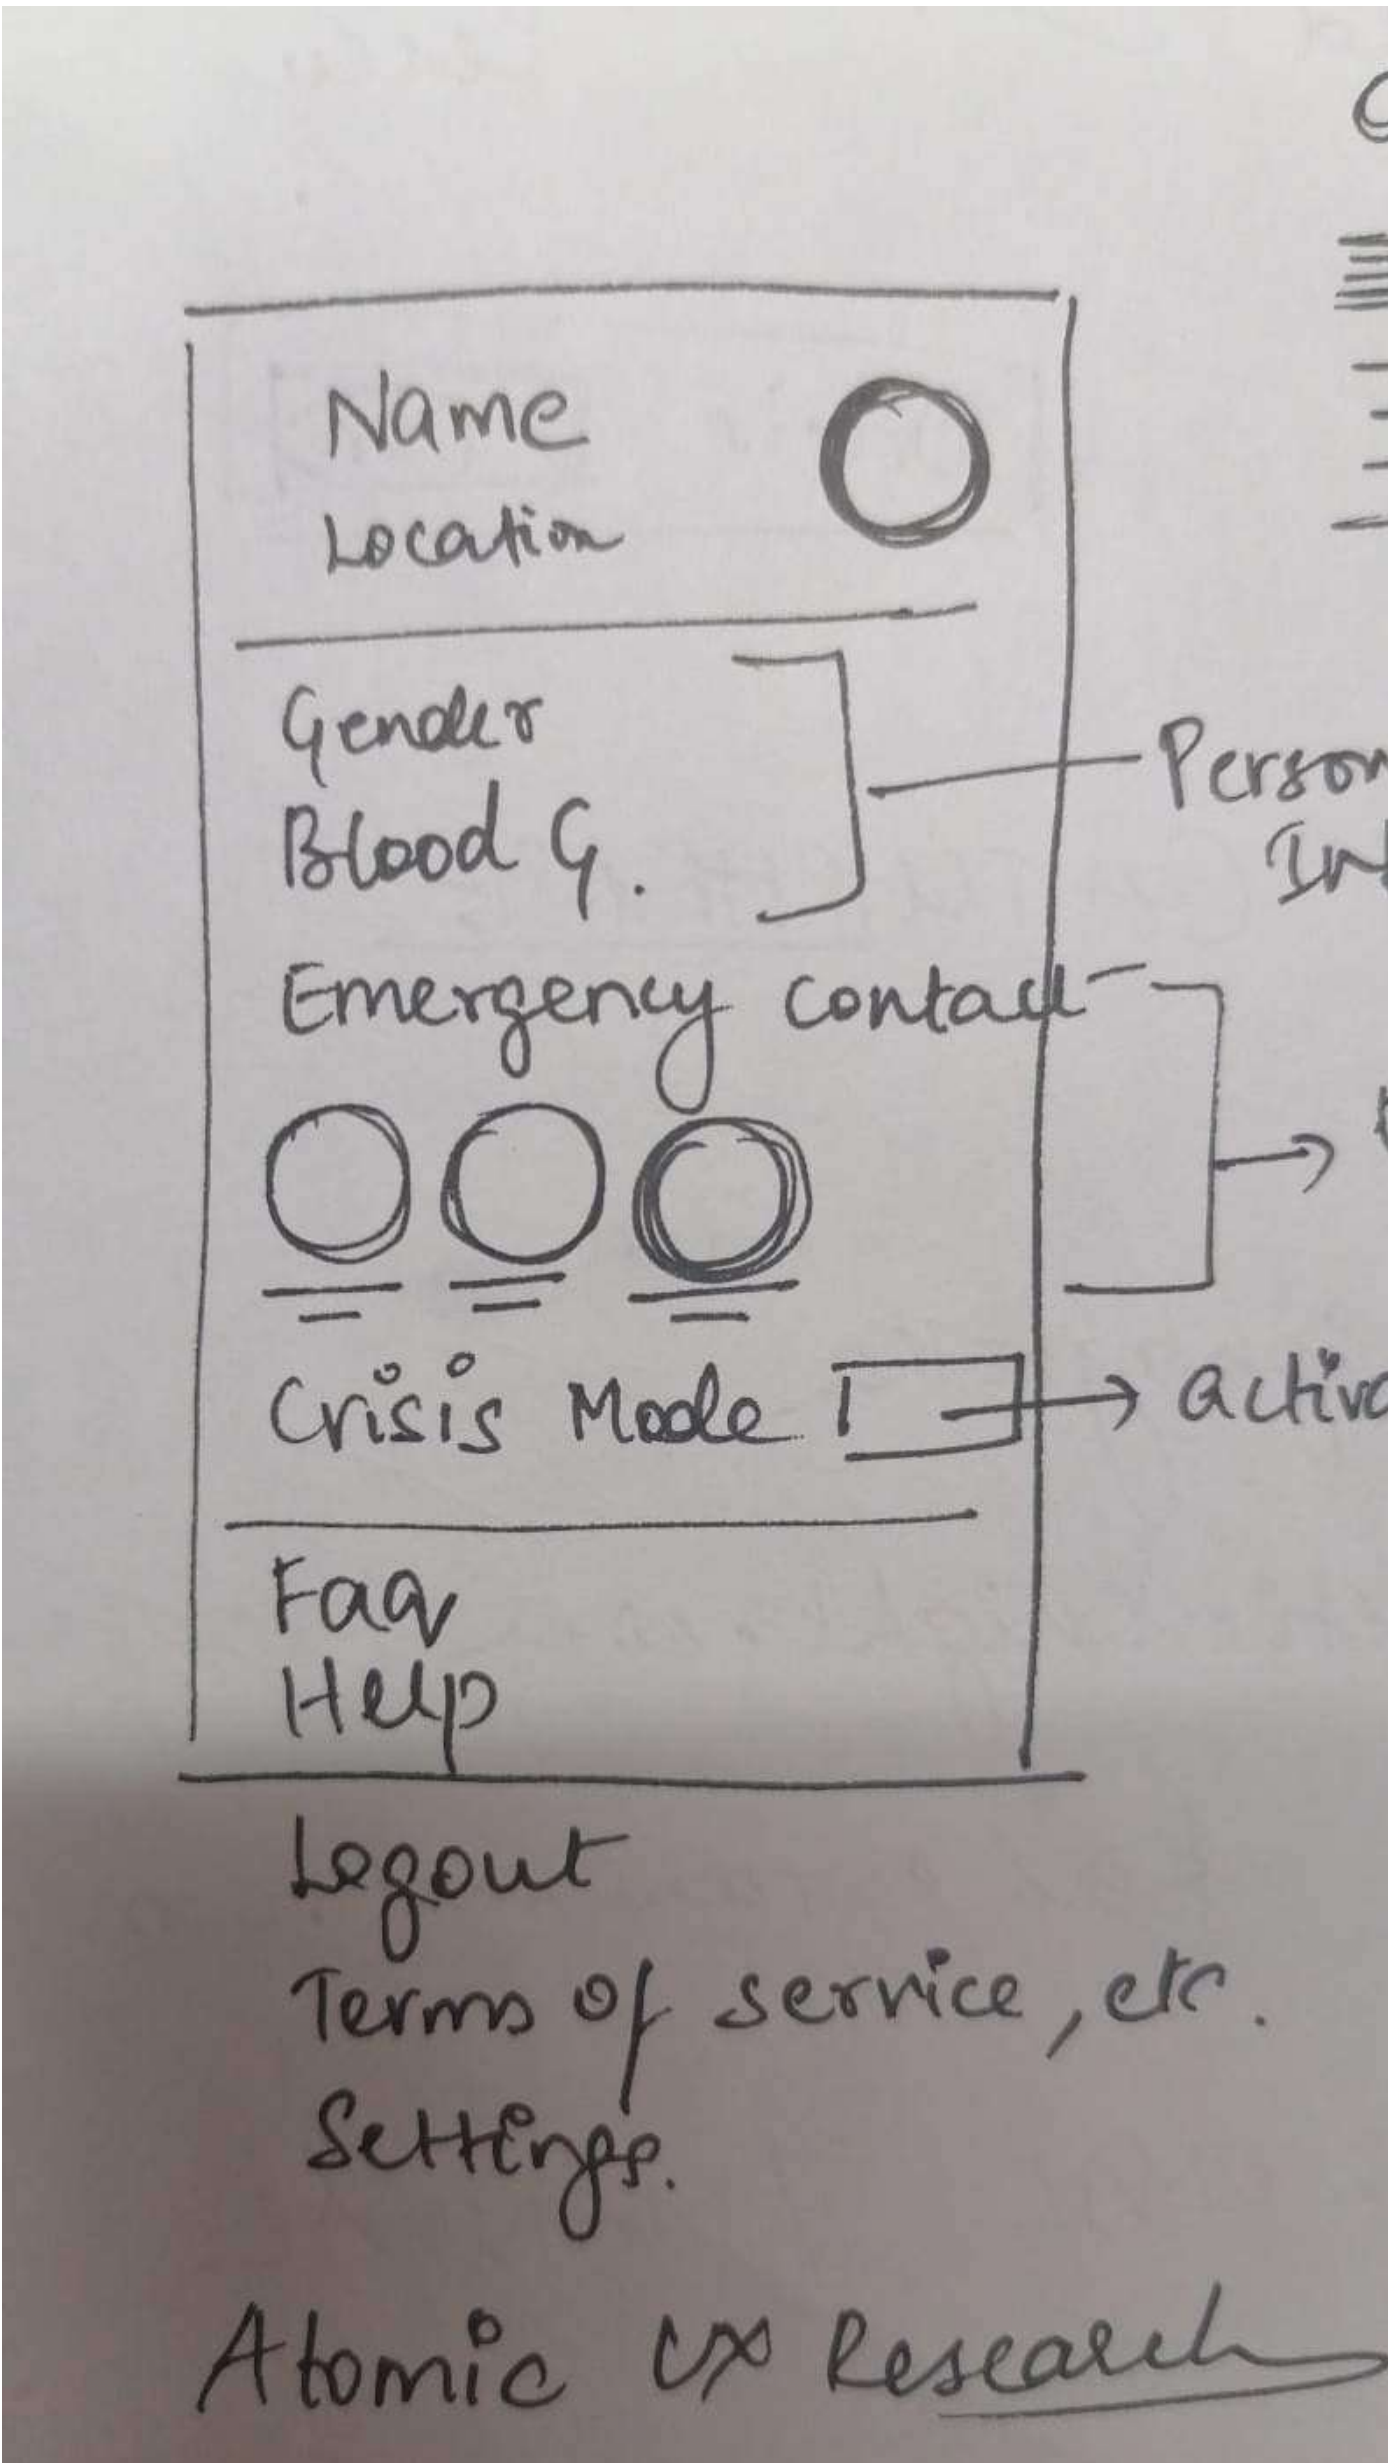 Name
Location
Gender
Blood G.
Emergency Contact
Crisis Mode
Faq
Help
Logout
Terms of service, etc.
Settings.
Atomic UX Research